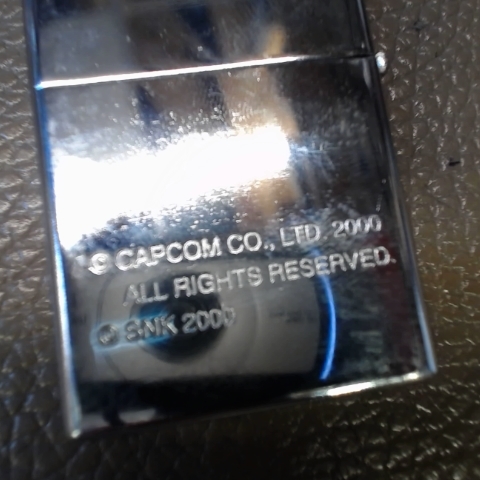 © CAPCOM CO., LTD. 2000
ALL RIGHTS RESERVED.
© SNK 2000